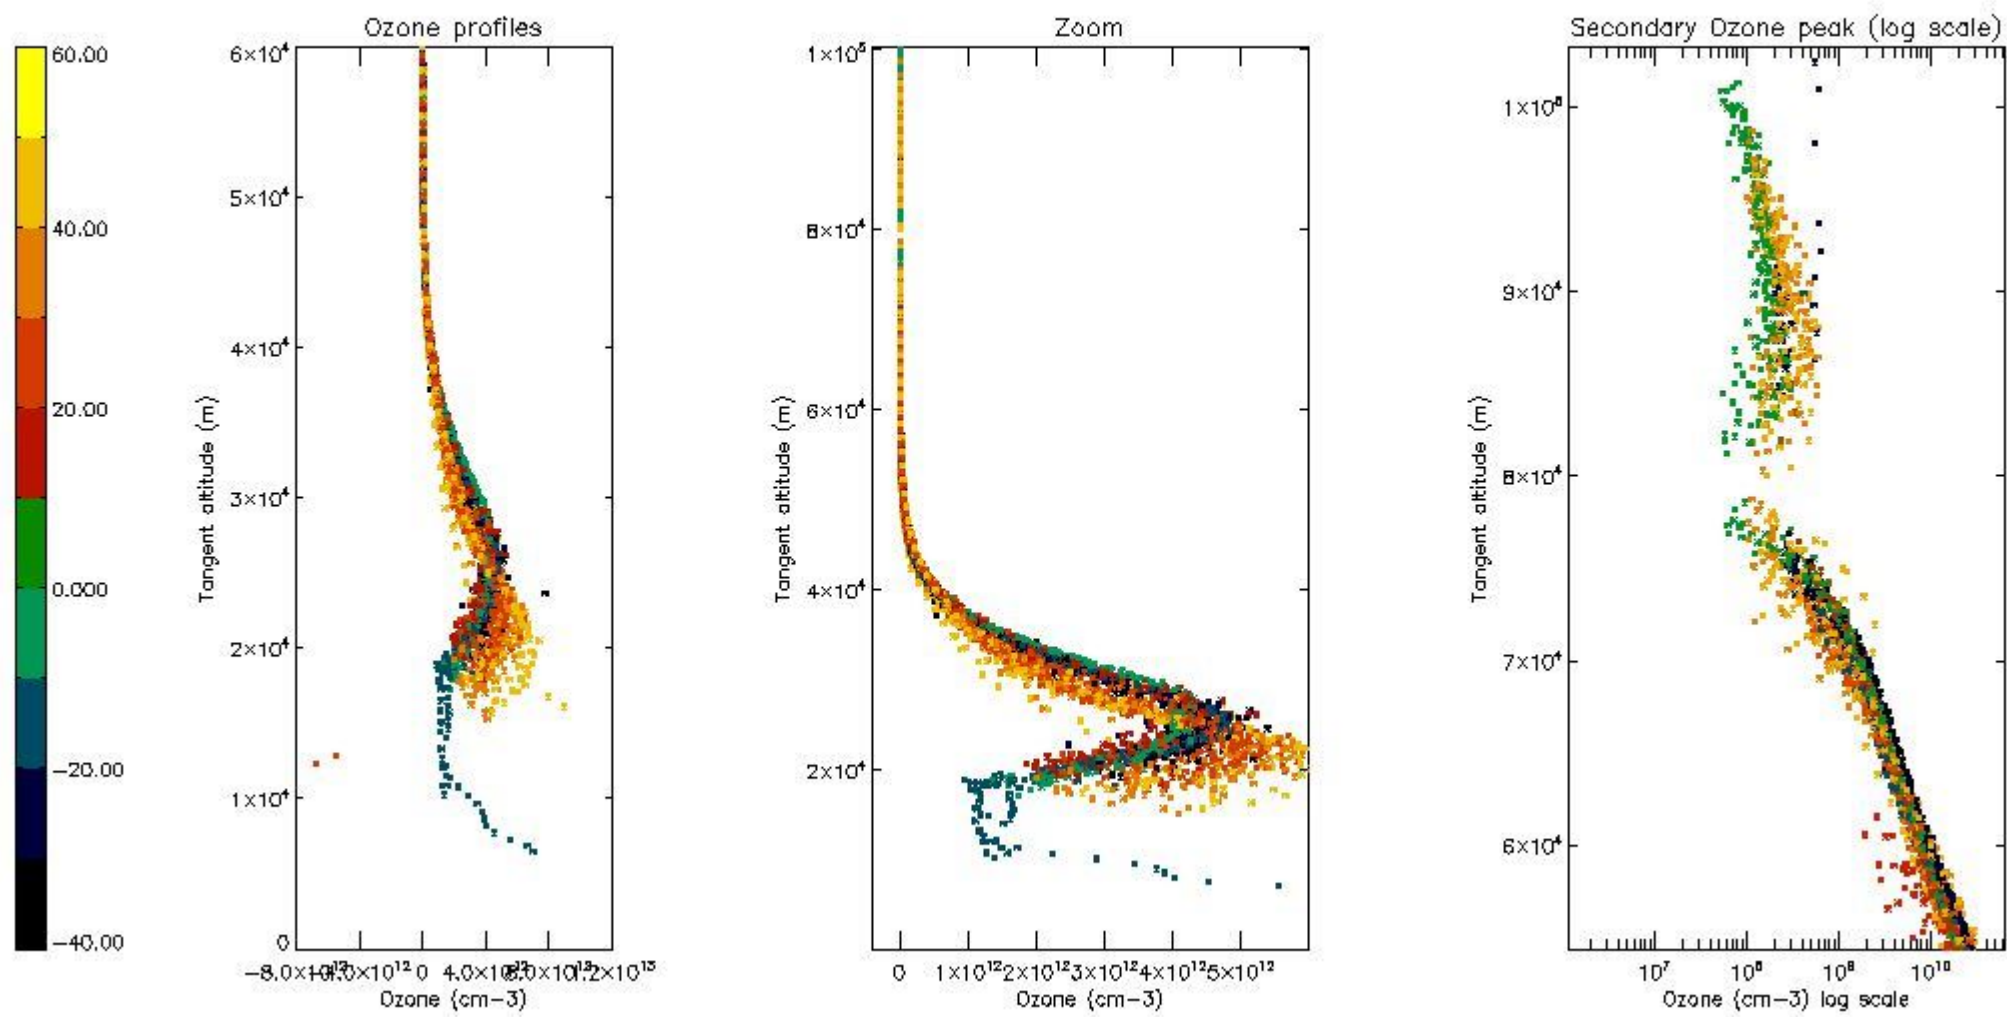 Ozone profiles
Zoom
Secondary Ozone peak (log scale)
60.00
40.00
20.00
0.000
-20.00
-40.00
6×10⁴
5×10⁴
4×10⁴
3×10⁴
2×10⁴
1×10⁴
0
Tangent altitude (m)
0
Ozone (cm-3)
1×10⁵
8×10⁴
6×10⁴
4×10⁴
2×10⁴
Tangent altitude (m)
0 1×10¹² 2×10¹² 3×10¹² 4×10¹² 5×10¹²
Ozone (cm-3)
9×10⁴
8×10⁴
7×10⁴
6×10⁴
Tangent altitude (m)
10⁷ 10⁸ 10⁹ 10¹⁰
Ozone (cm-3) log scale